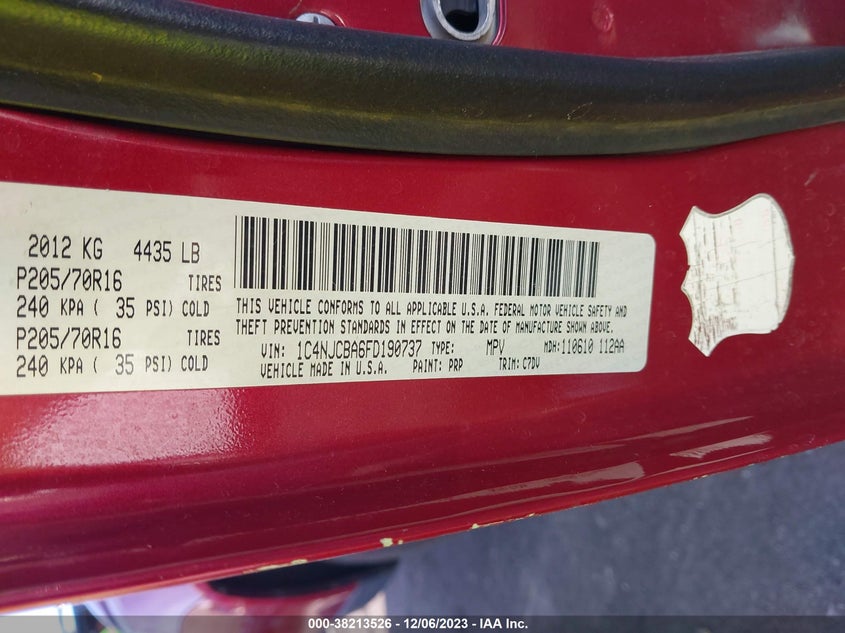 2012 KG 4435 LB
P205/70R16 TIRES
240 KPA ( 35 PSI) COLD
P205/70R16 TIRES
240 KPA ( 35 PSI) COLD
THIS VEHICLE CONFORMS TO ALL APPLICABLE U.S.A. FEDERAL MOTOR VEHICLE SAFETY AND
THEFT PREVENTION STANDARDS IN EFFECT ON THE DATE OF MANUFACTURE SHOWN ABOVE.
VIN: 1C4NJCBA6FD190737 TYPE: MPV MDH: 110610 112AA
VEHICLE MADE IN U.S.A. PAINT: PRP TRIM: C7DV
000-38213526 - 12/06/2023 - IAA Inc.